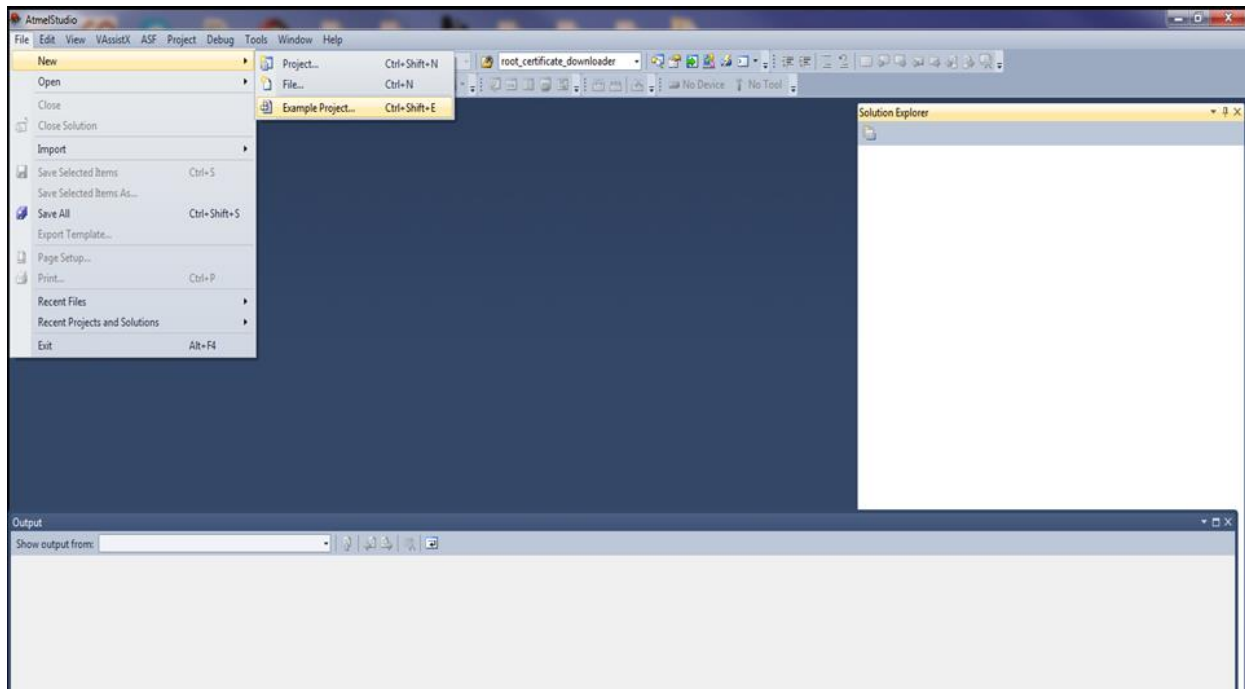 AtmelStudio
File Edit View VAssistX ASF Project Debug Tools Window Help
New
Project... Ctrl+Shift+N
root_certificate_downloader
Open
File... Ctrl+N
No Device No Tool
Close
Example Project... Ctrl+Shift+E
Solution Explorer
Close Solution
Import
Save Selected Items Ctrl+S
Save Selected Items As...
Save All Ctrl+Shift+S
Export Template...
Page Setup...
Print... Ctrl+P
Recent Files
Recent Projects and Solutions
Exit Alt+F4
Output
Show output from: